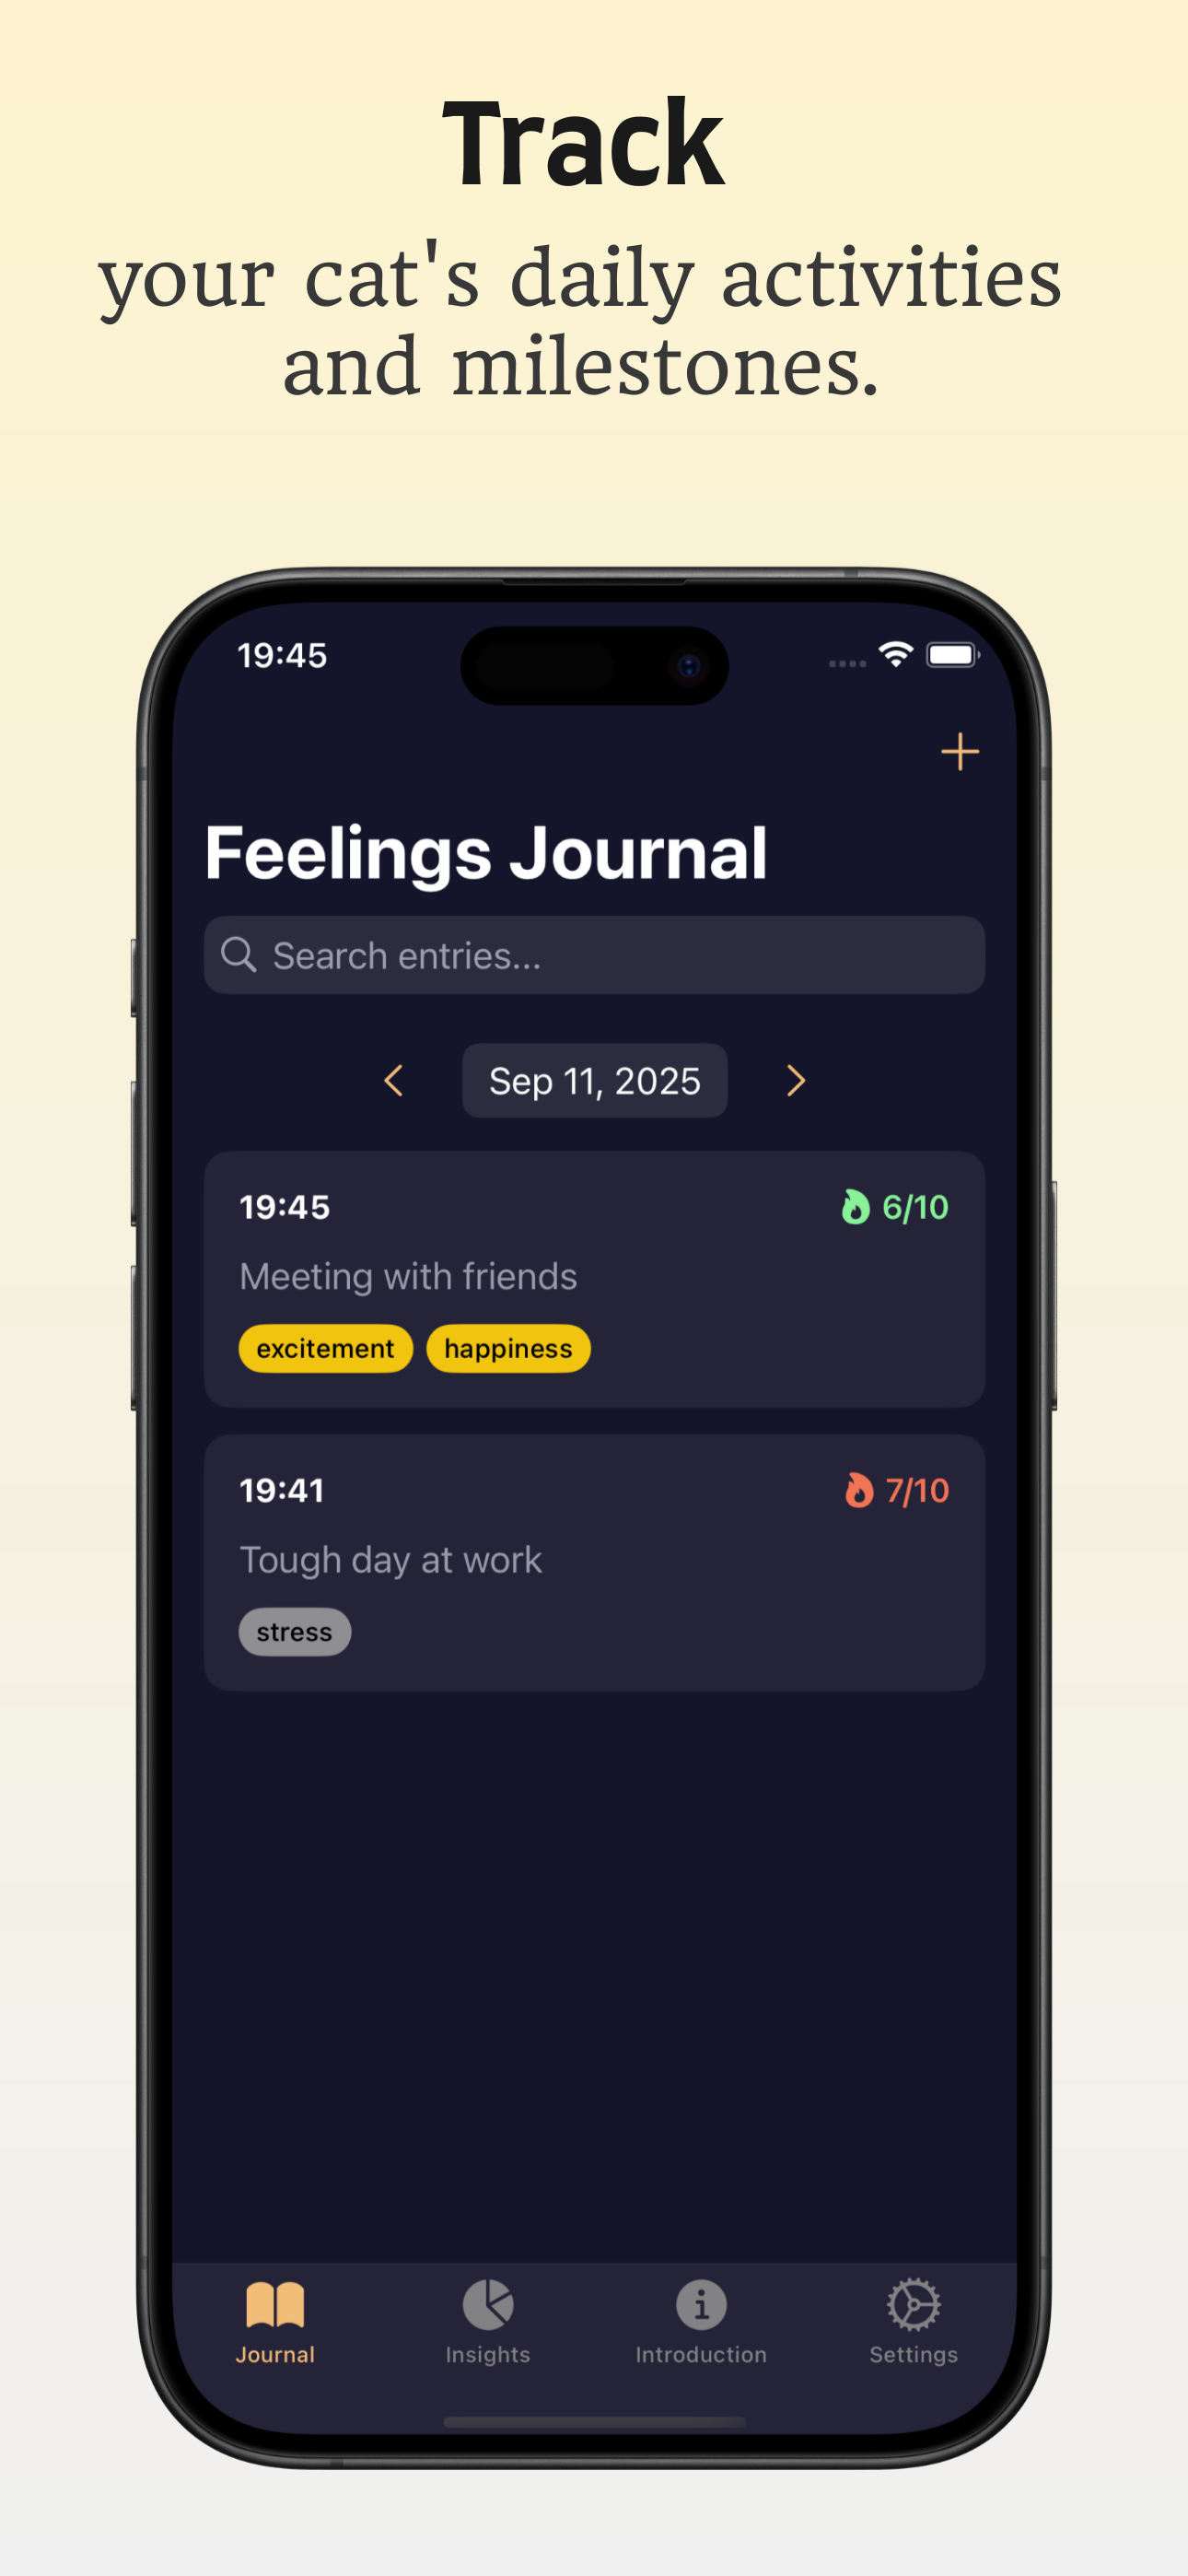 Track
your cat's daily activities
and milestones.
19:45
Feelings Journal
Search entries...
Sep 11, 2025
19:45 6/10
Meeting with friends
excitement happiness
19:41 7/10
Tough day at work
stress
Journal Insights Introduction Settings